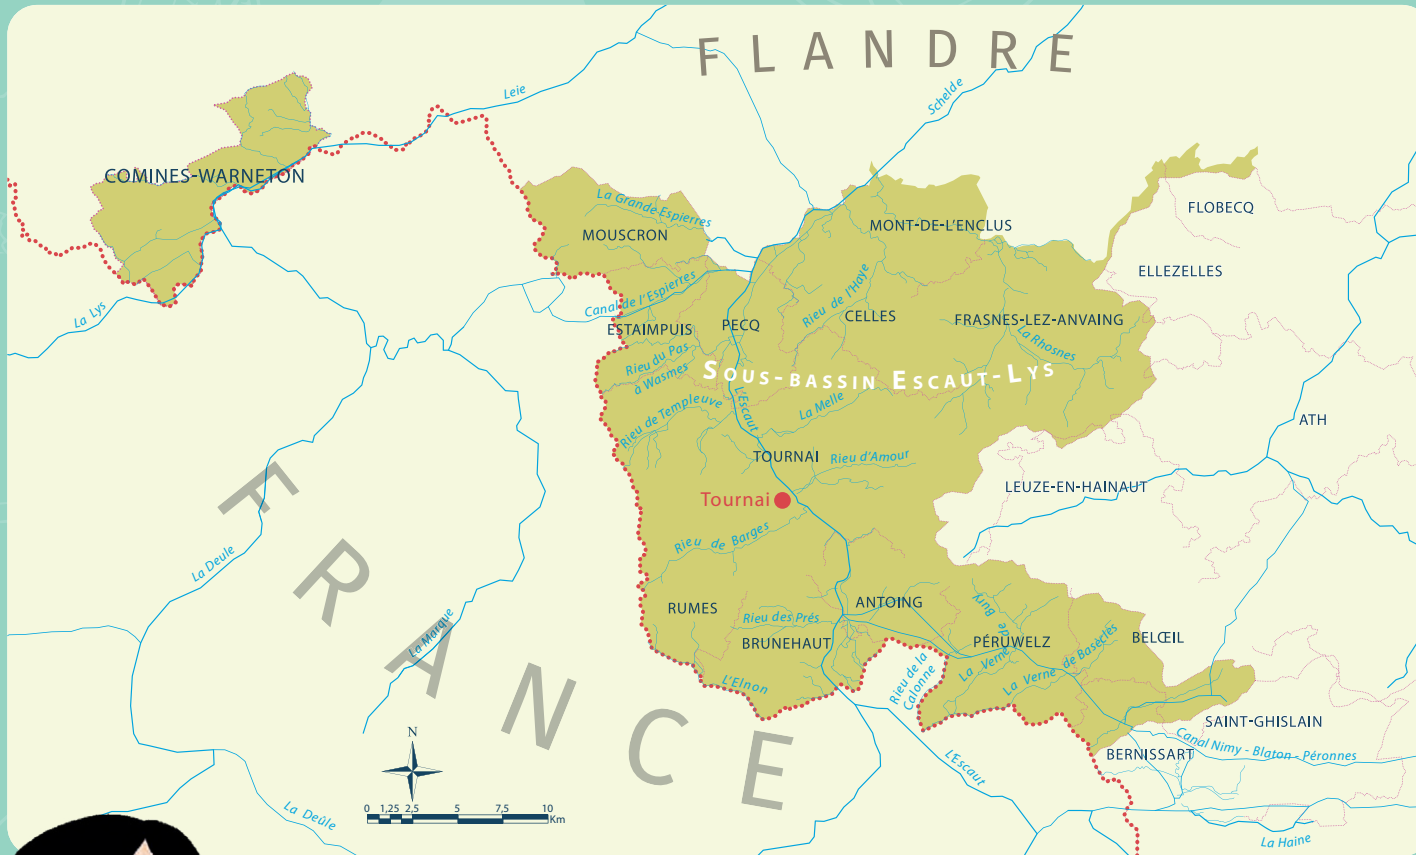 FLANDRE
Schelde
Leie
COMINES-WARNETON
La Lys
La Grande-Espierres
MOUSCRON
MONT-DE-L'ENCLUS
FLOBECQ
ELLEZELLES
Canal de l'Espierres
Rieu de l'Hoye
ESTAIMPUIS
PECQ
CELLES
FRASNES-LEZ-ANVAING
La Rhosnes
Rieu du Pas
à Wasmes
SOUS-BASSIN ESCAUT-LYS
L'Escaut
La Melle
Rieu de Templeuve
ATH
TOURNAI
Rieu d'Amour
LEUZE-EN-HAINAUT
Tournai
Rieu de Barges
FRANCE
La Deule
La Marque
RUMES
Rieu des Prés
BRUNEHAUT
ANTOING
de Bury
PÉRUWELZ
BELŒIL
La Verne
La Verne de Basècles
Rieu de la
Calonne
L'Elnon
SAINT-GHISLAIN
BERNISSART
Canal Nimy - Blaton - Péronnes
L'Escaut
N
0 1,25 2,5 5 7,5 10
Km
La Deûle
La Haine